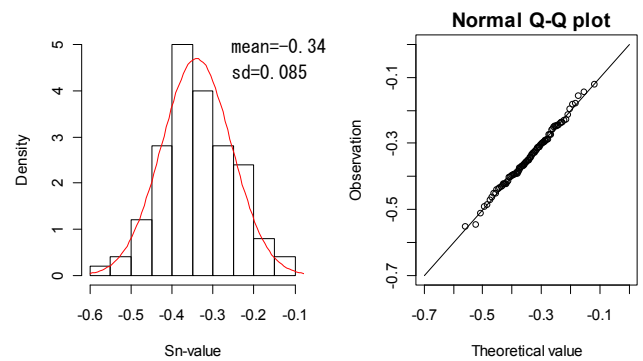 mean=-0.34
sd=0.085
Density
5
4
3
2
1
0
-0.6 -0.5 -0.4 -0.3 -0.2 -0.1
Sn-value
Normal Q-Q plot
Observation
-0.1
-0.3
-0.5
-0.7
-0.7 -0.5 -0.3 -0.1
Theoretical value